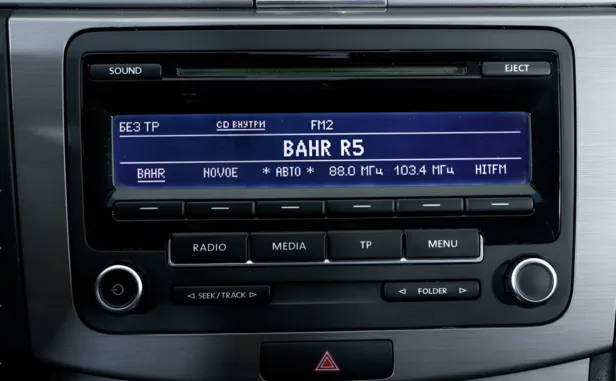 SOUND EJECT
БЕЗ TP CD ВНУТРИ FM2
BAHR R5
BAHR NOVOE * АВТО * 88.0 МГц 103.4 МГц HITFM
RADIO MEDIA TP MENU
SEEK/TRACK FOLDER